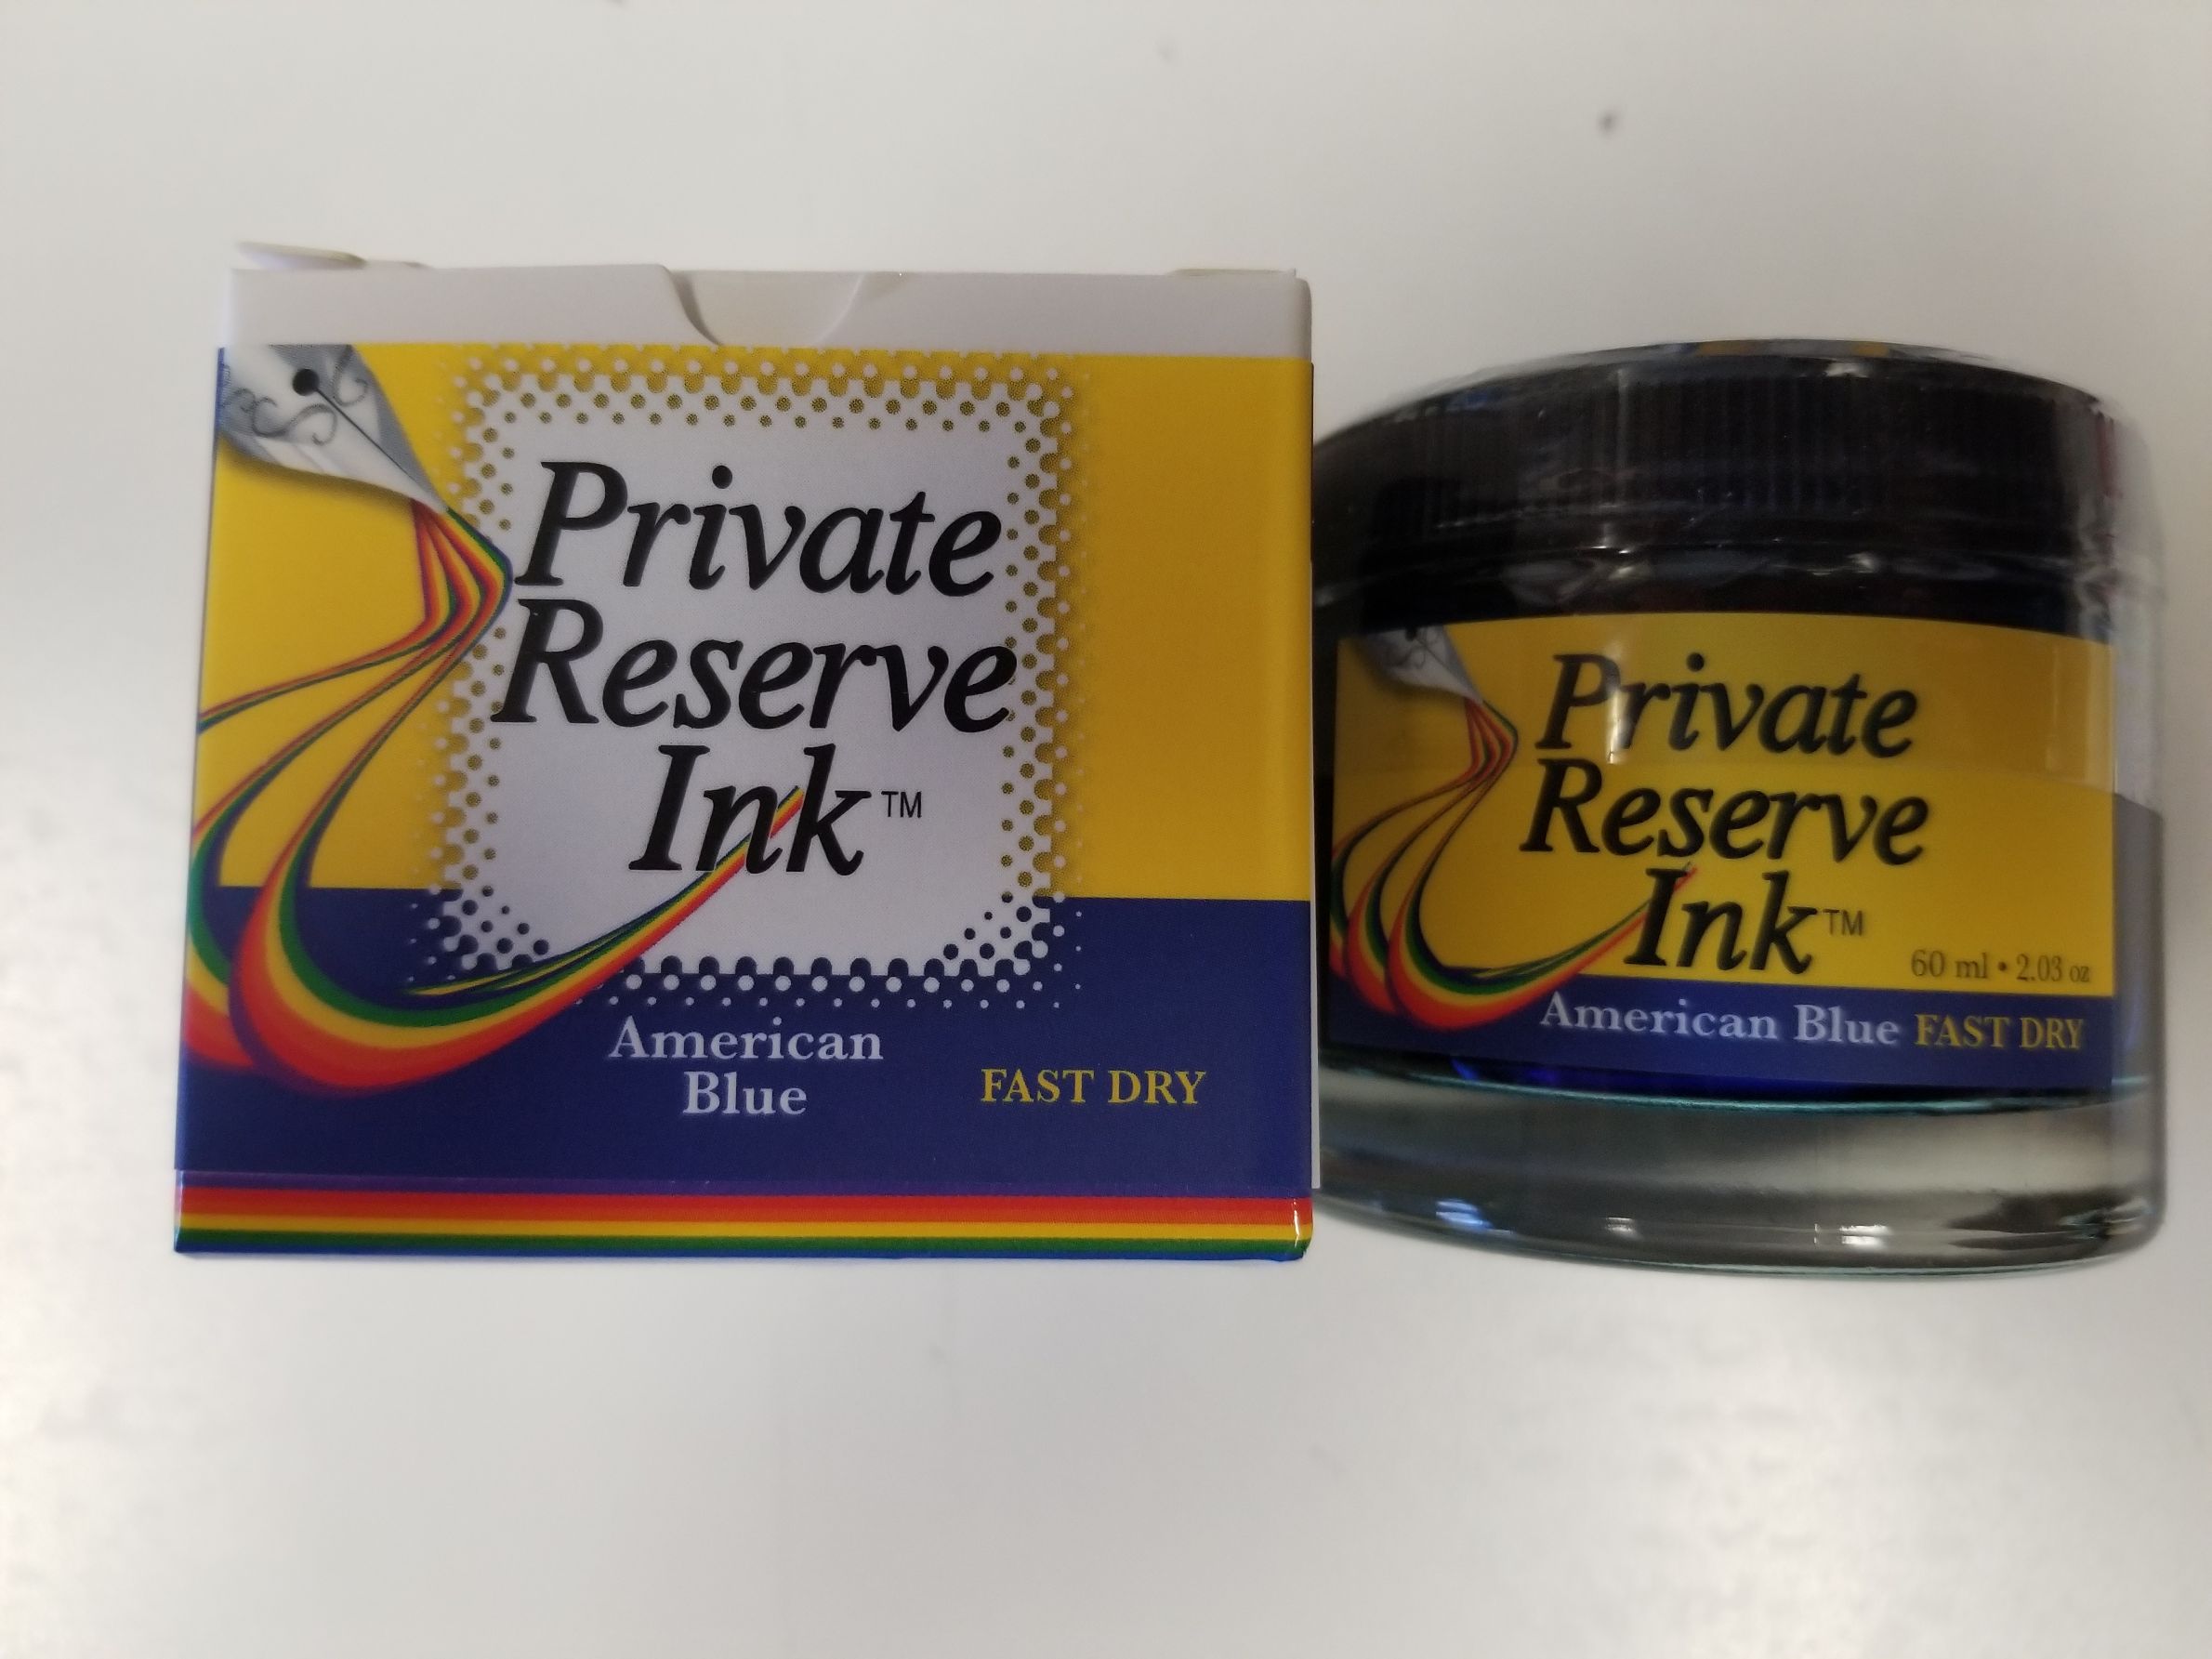 Private
Reserve
Ink™
American
Blue
FAST DRY
Private
Reserve
Ink™
60 ml • 2.03 oz
American Blue FAST DRY